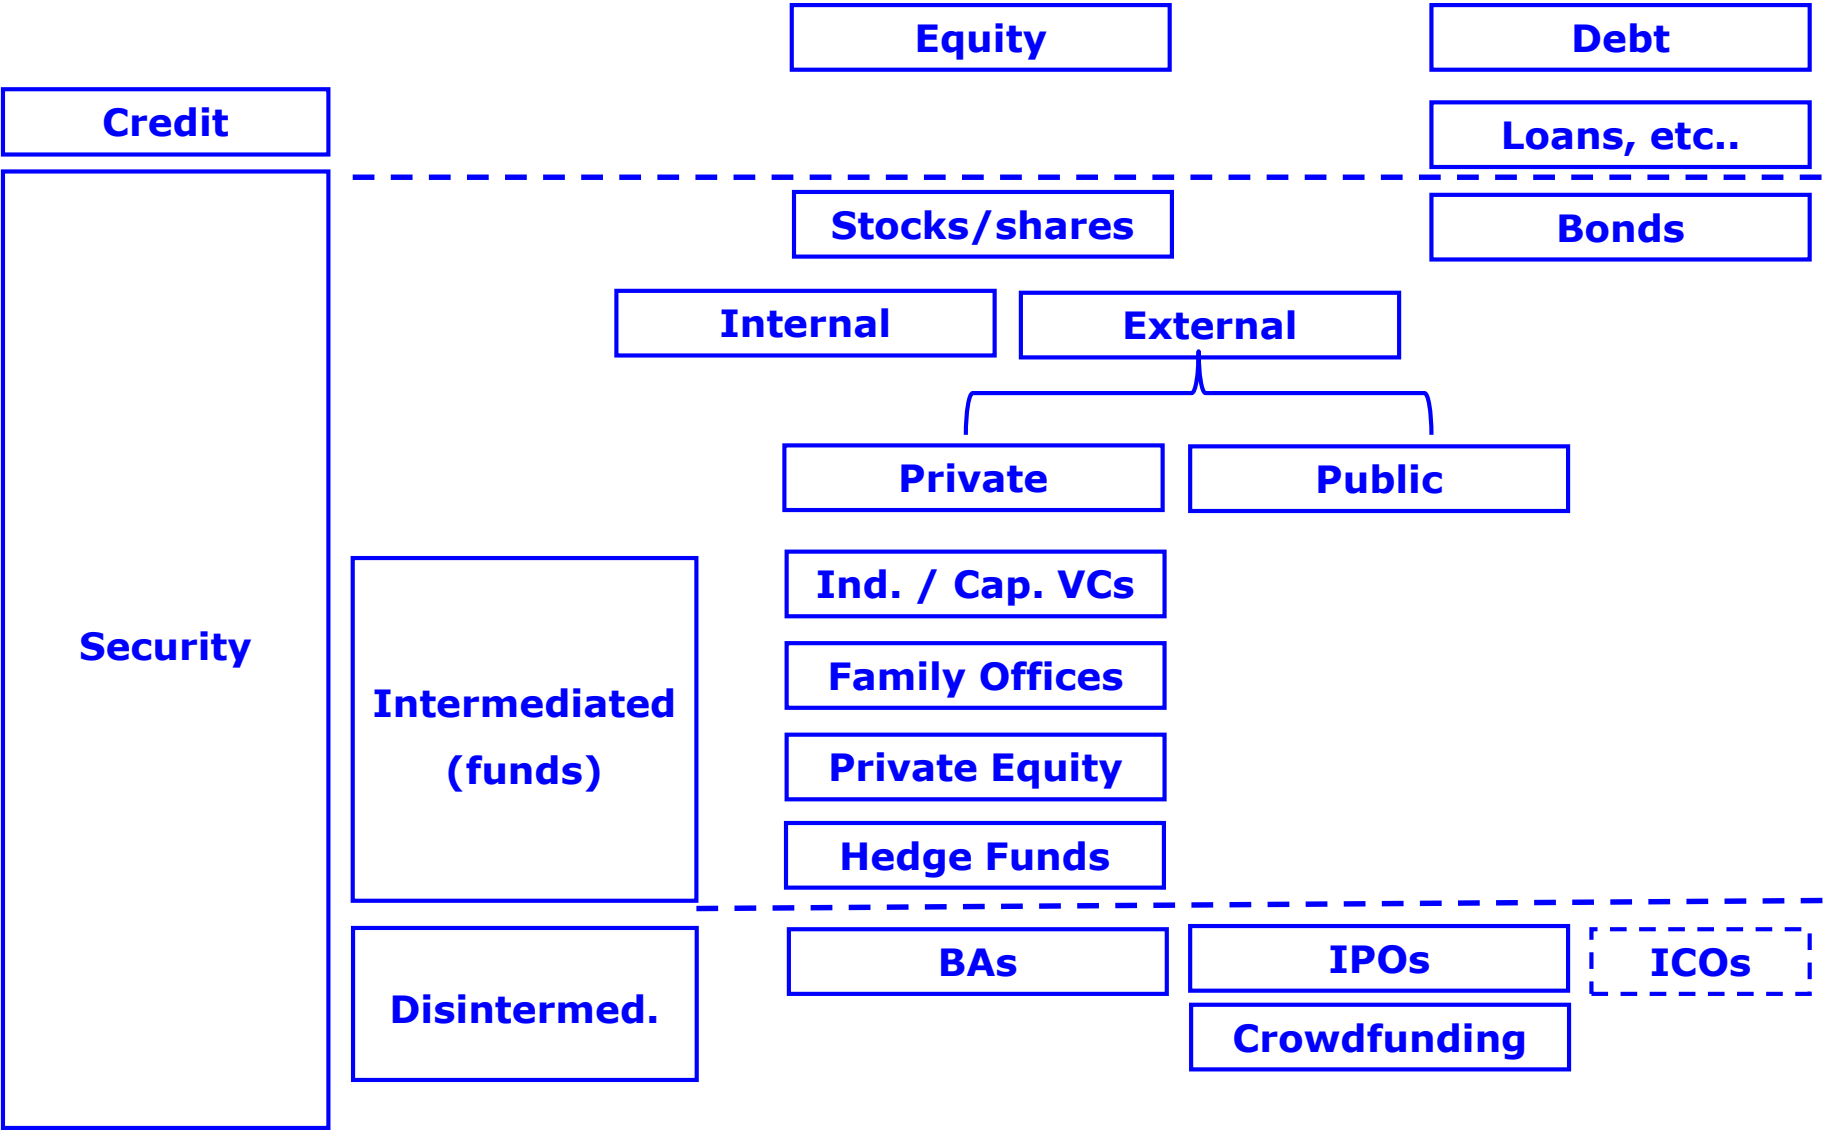 Equity
Debt
Credit
Loans, etc..
Stocks/shares
Bonds
Internal
External
Private
Public
Ind. / Cap. VCs
Security
Family Offices
Intermediated
(funds)
Private Equity
Hedge Funds
BAs
IPOs
ICOs
Disintermed.
Crowdfunding